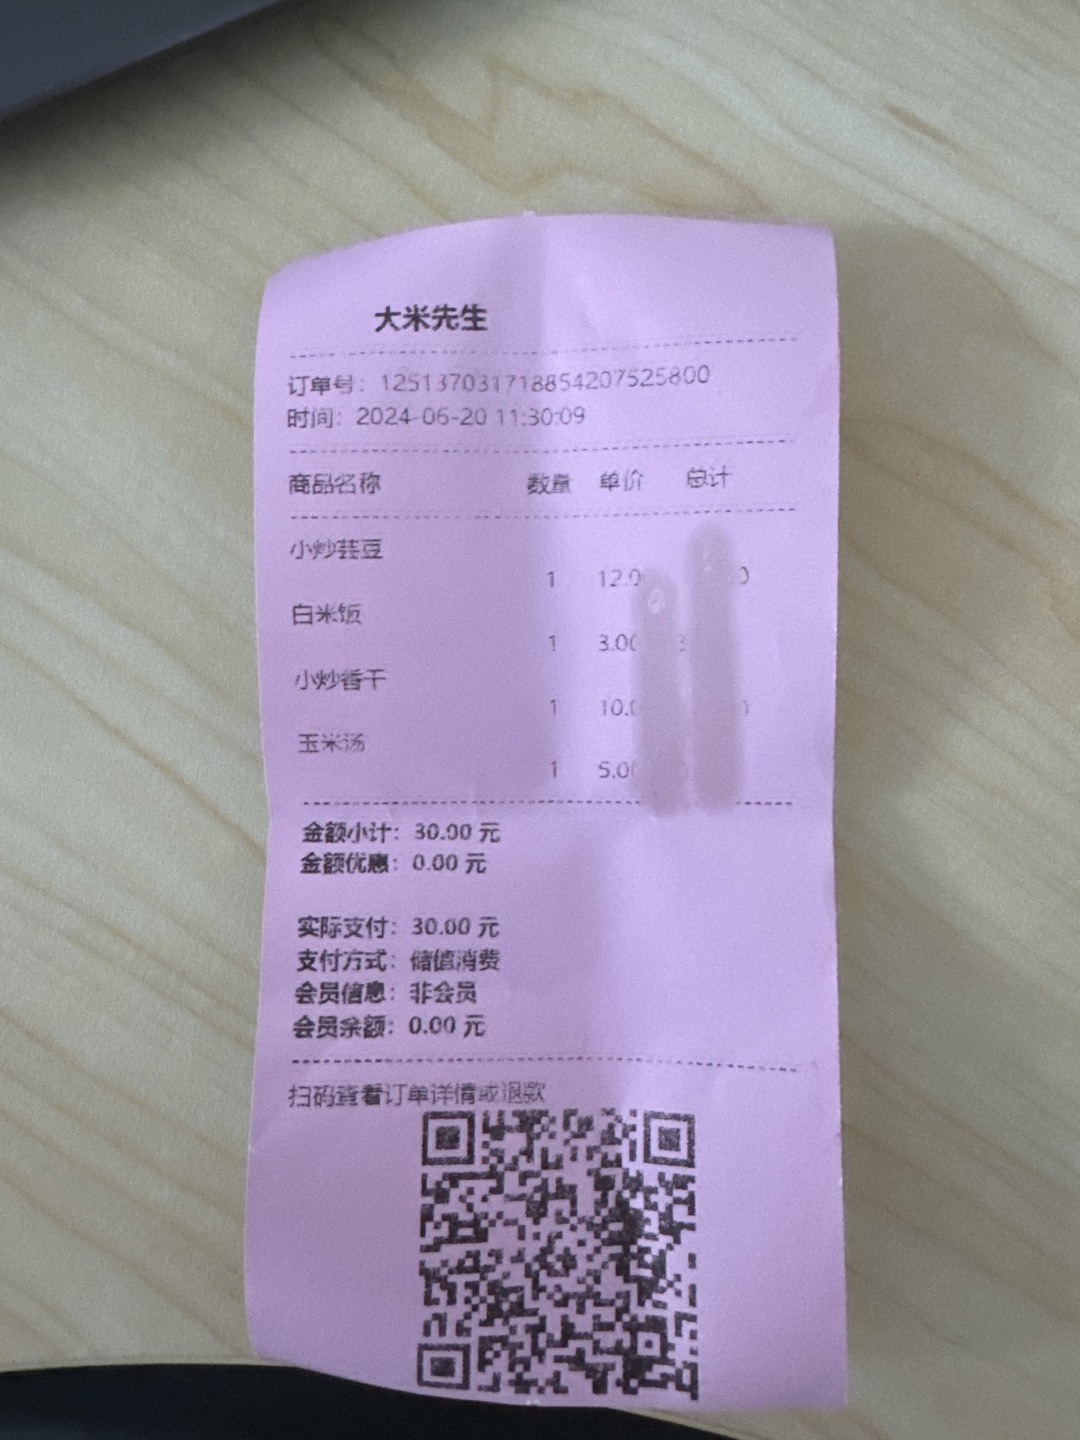 大米先生
订单号：125137031718854207525800
时间：2024-06-20 11:30:09
商品名称 数量 单价 总计
小炒芸豆
1 12.0
白米饭
1 3.00
小炒香干
1 10.0
玉米汤
1 5.00
金额小计：30.00 元
金额优惠：0.00 元
实际支付：30.00 元
支付方式：储值消费
会员信息：非会员
会员余额：0.00 元
扫码查看订单详情或退款